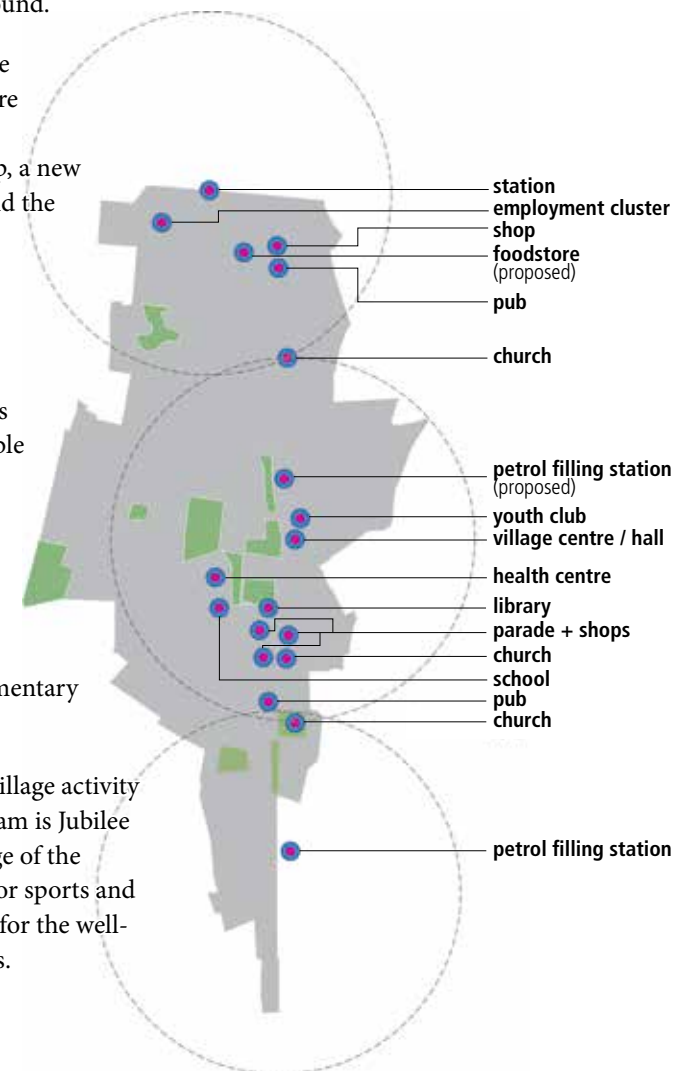 ound.
e
re
, a new
d the
s
ble
mentary
illage activity
am is Jubilee
ge of the
or sports and
for the well-
s.
station
employment cluster
shop
foodstore
(proposed)
pub
church
petrol filling station
(proposed)
youth club
village centre / hall
health centre
library
parade + shops
church
school
pub
church
petrol filling station